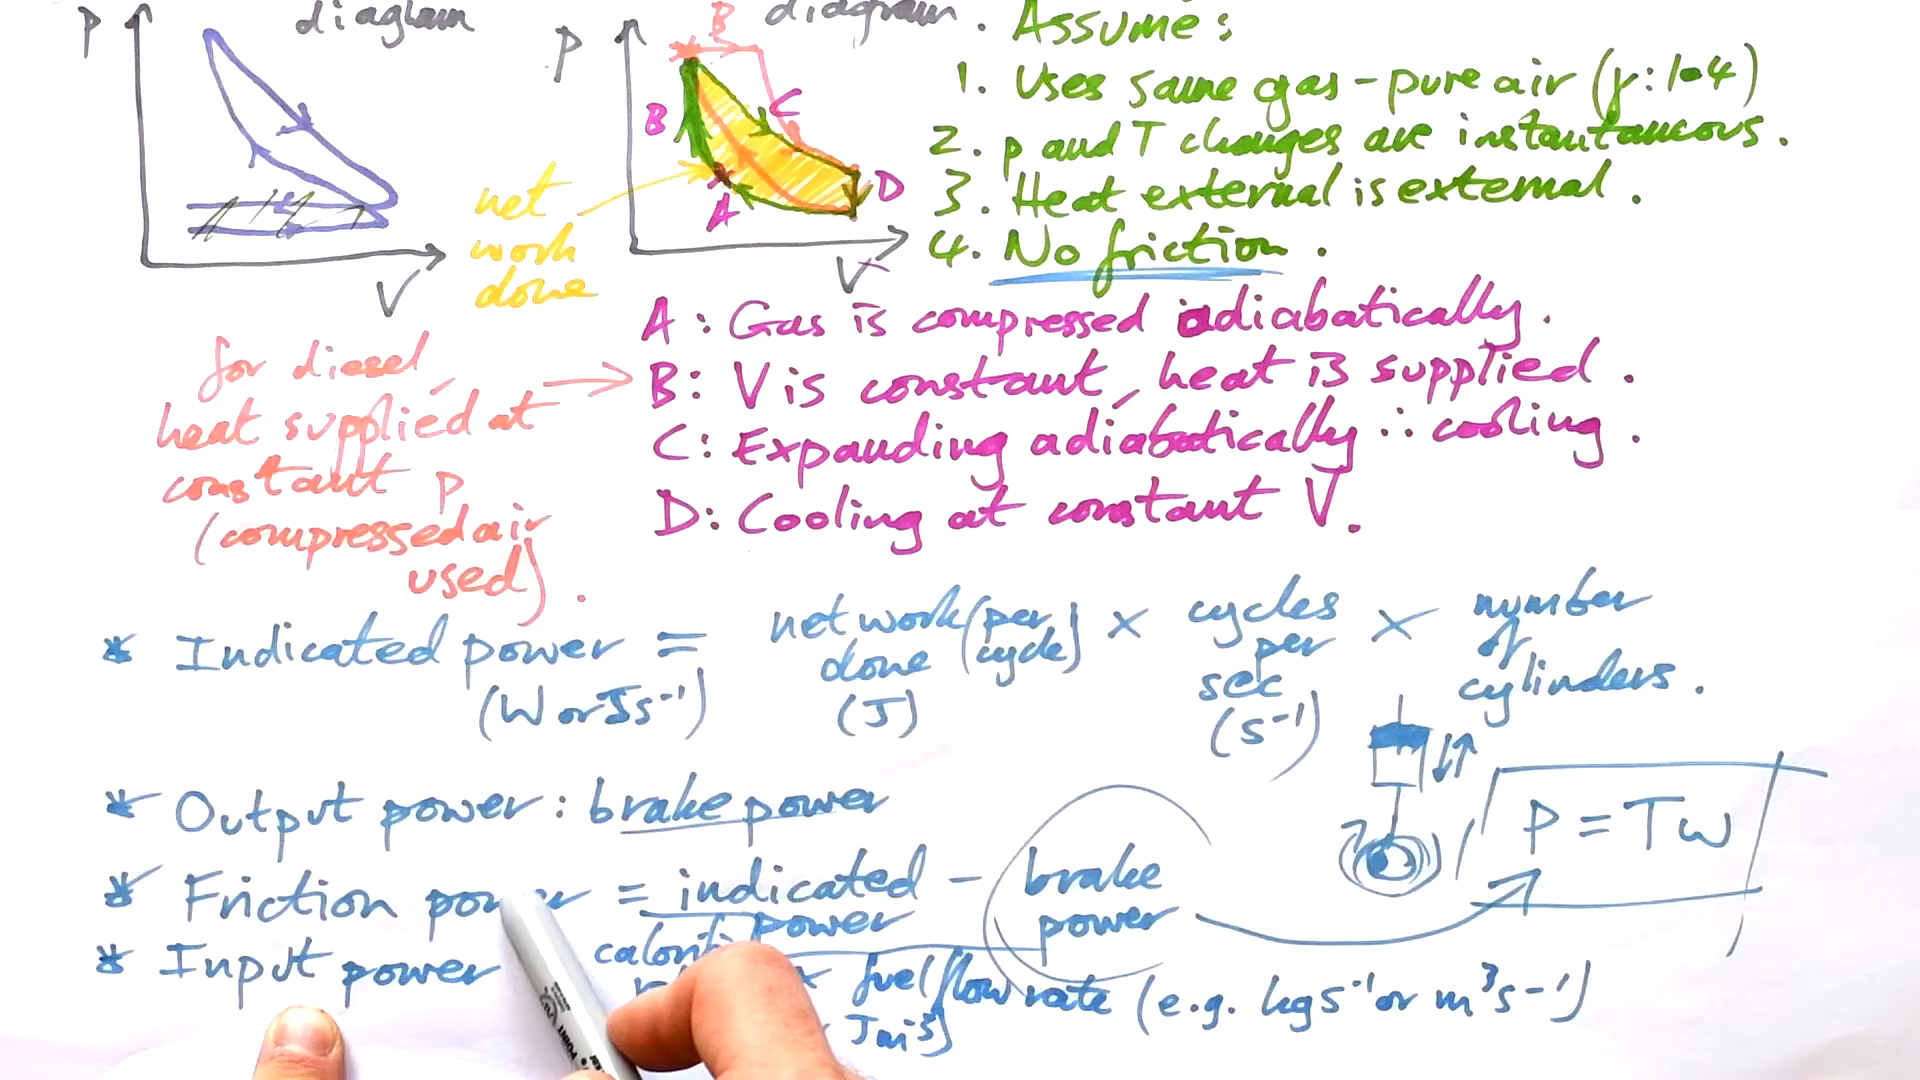 diagram
P
V
diagram.
P
B
B
C
D
A
V
net
work
done
Assume:
1. Uses same gas - pure air (γ: 1.4)
2. p and T changes are instantaneous.
3. Heat external is external.
4. No friction.
A: Gas is compressed adiabatically.
B: V is constant, heat is supplied.
C: Expanding adiabatically ∴ cooling.
D: Cooling at constant V.
for diesel,
heat supplied at
constant p
(compressed air
used).
* Indicated power = net work done (per cycle) × cycles per sec × number of cylinders.
(W or Js⁻¹) (J) (s⁻¹)
* Output power: brake power
P = Tω
* Friction power = indicated power - brake power
* Input power
× fuel flow rate (e.g. kgs⁻¹ or m³s⁻¹)